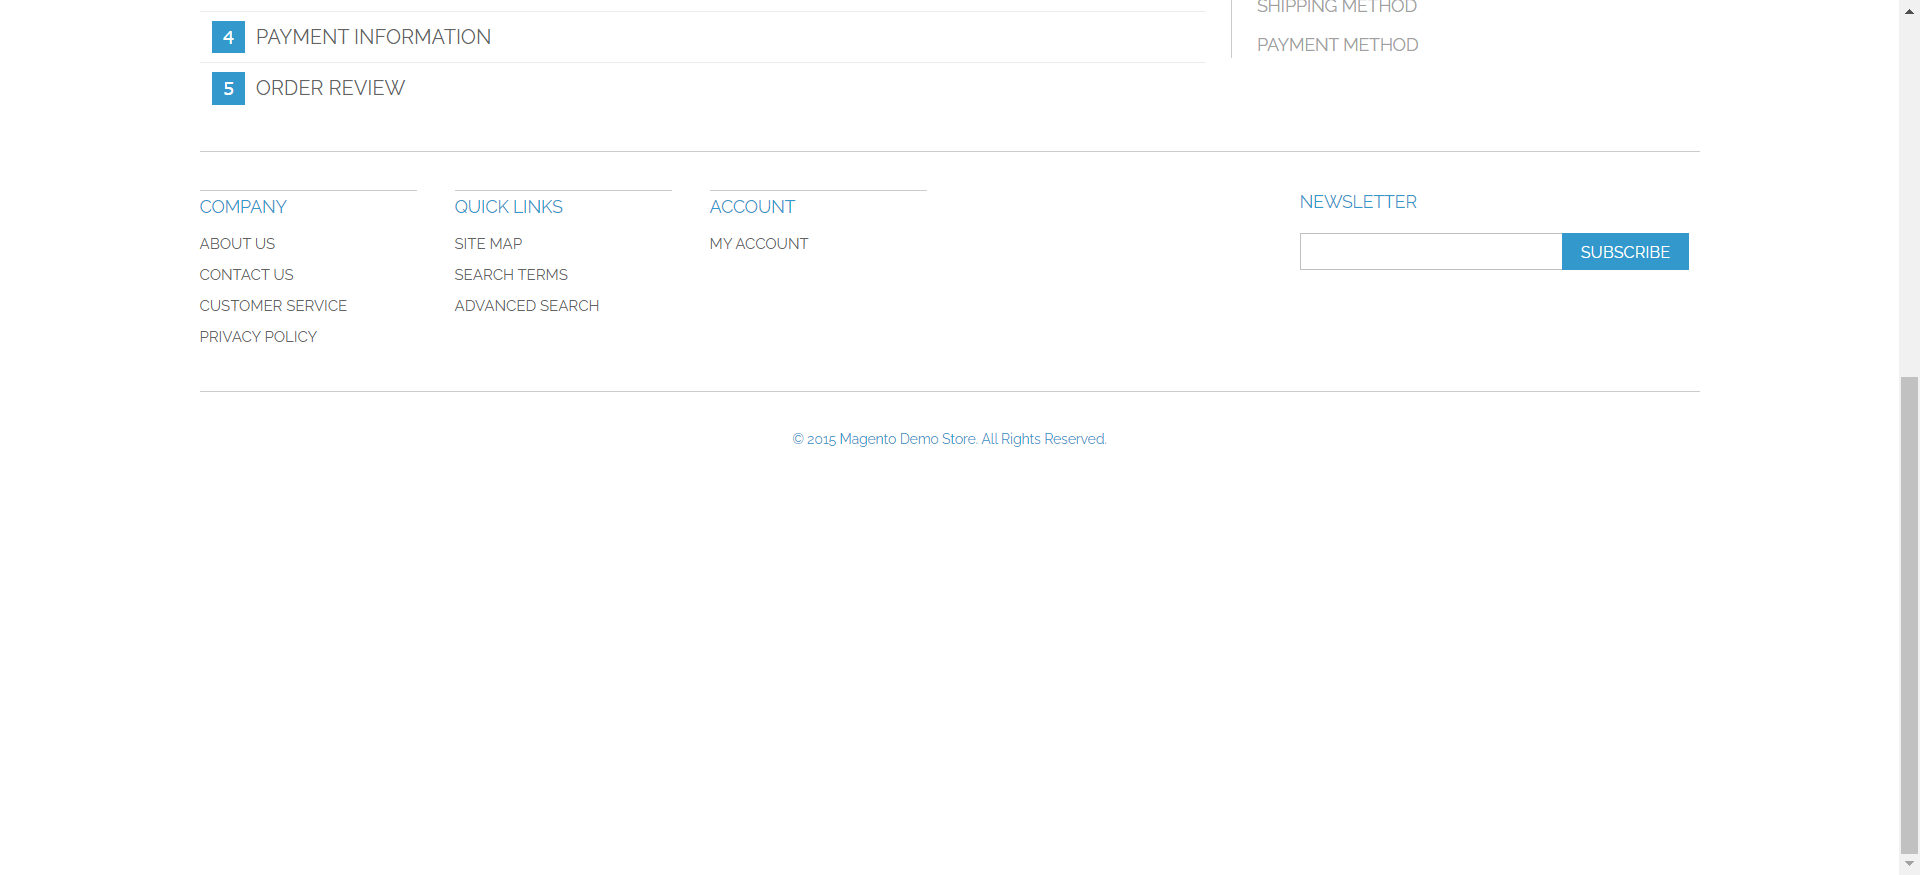 SHIPPING METHOD
4 PAYMENT INFORMATION
PAYMENT METHOD
5 ORDER REVIEW
COMPANY
ABOUT US
CONTACT US
CUSTOMER SERVICE
PRIVACY POLICY
QUICK LINKS
SITE MAP
SEARCH TERMS
ADVANCED SEARCH
ACCOUNT
MY ACCOUNT
NEWSLETTER
SUBSCRIBE
© 2015 Magento Demo Store. All Rights Reserved.